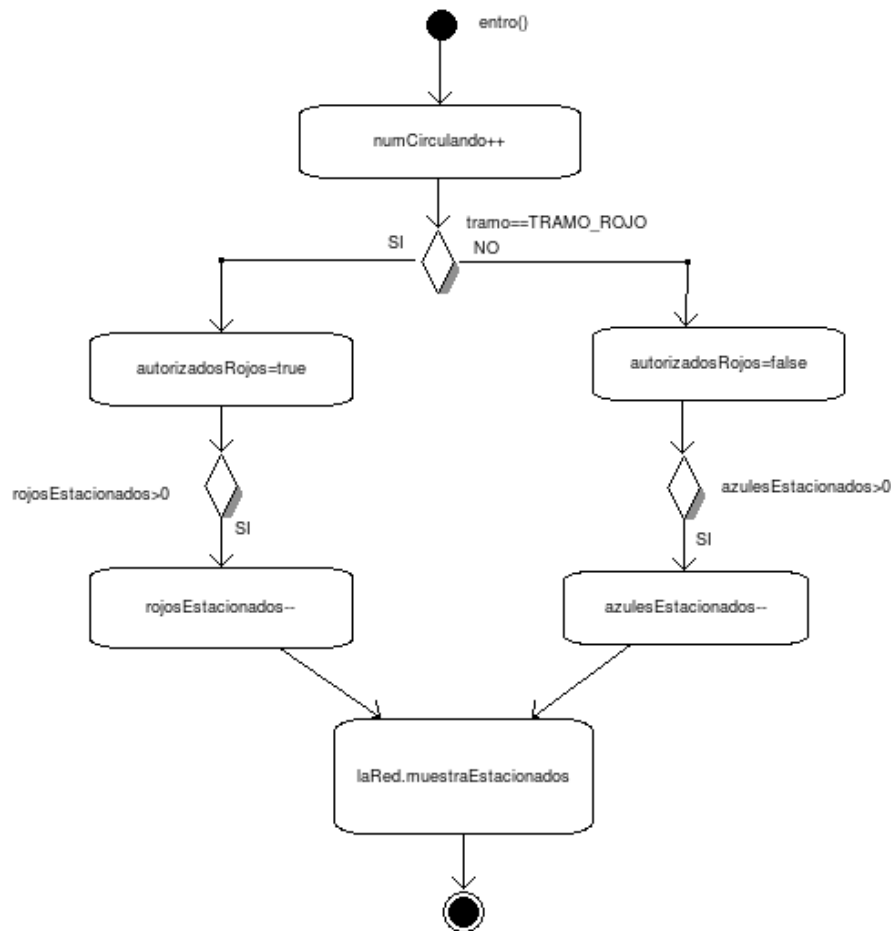 entro()
numCirculando++
tramo==TRAMO_ROJO
SI
NO
autorizadosRojos=true
autorizadosRojos=false
rojosEstacionados>0
azulesEstacionados>0
SI
SI
rojosEstacionados--
azulesEstacionados--
laRed.muestraEstacionados